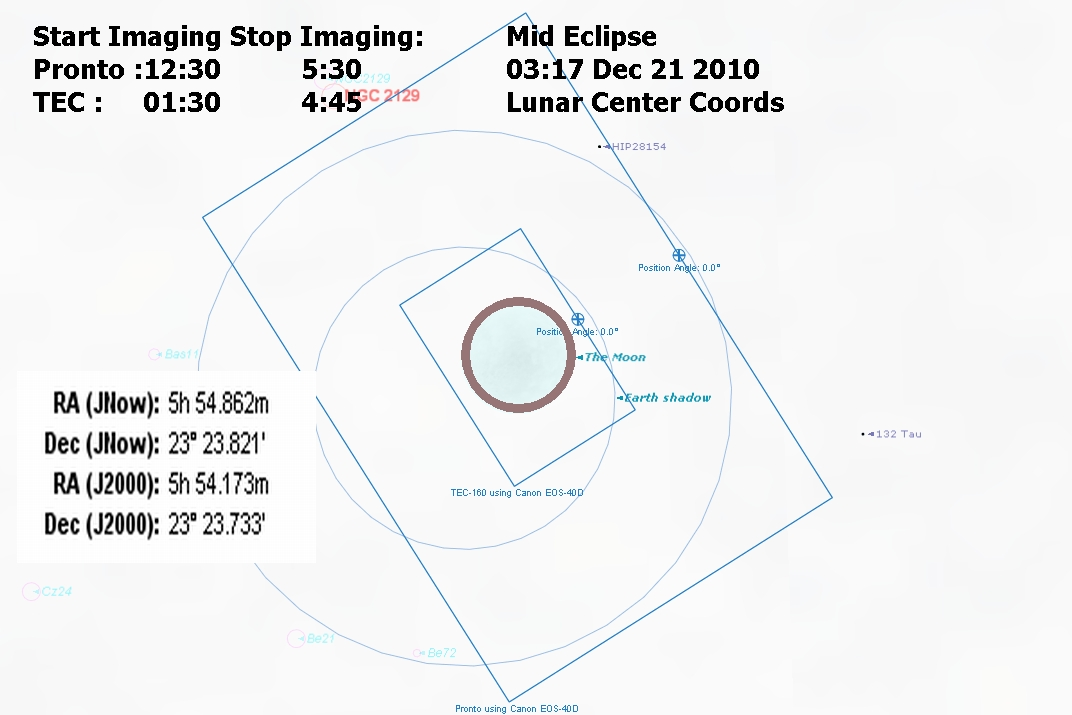 Start Imaging Stop Imaging:
Pronto :12:30 5:30
TEC : 01:30 4:45
Mid Eclipse
03:17 Dec 21 2010
Lunar Center Coords
NGC 2129
HIP28154
Position Angle: 0.0°
Position Angle: 0.0°
The Moon
Bas11
Earth shadow
RA (JNow): 5h 54.862m
Dec (JNow): 23° 23.821'
RA (J2000): 5h 54.173m
Dec (J2000): 23° 23.733'
132 Tau
TEC-160 using Canon EOS-40D
Cz24
Be21
Be72
Pronto using Canon EOS-40D